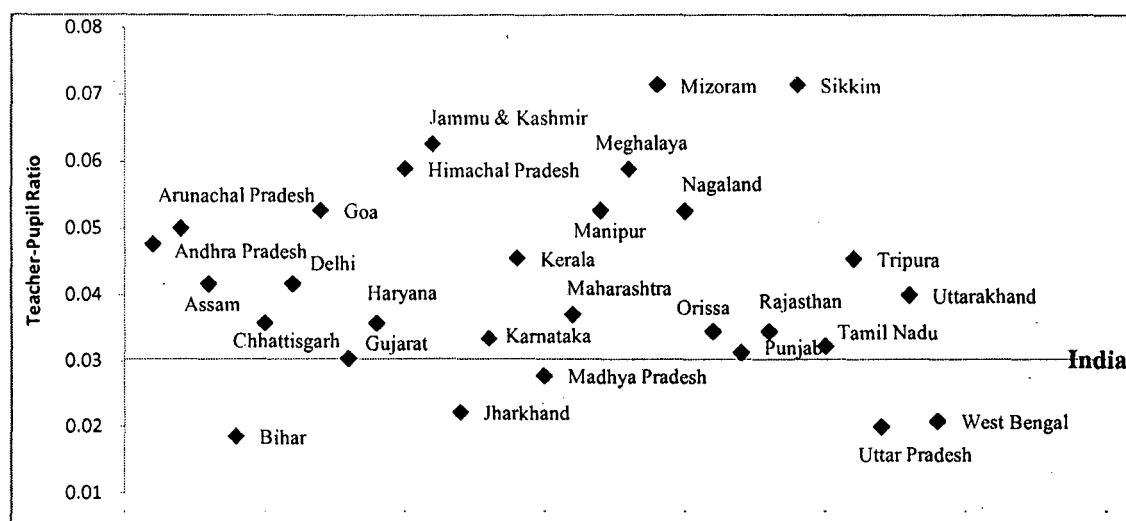 0.08
0.07
0.06
0.05
0.04
0.03
0.02
0.01
Teacher-Pupil Ratio
Mizoram
Sikkim
Jammu & Kashmir
Meghalaya
Himachal Pradesh
Arunachal Pradesh
Goa
Nagaland
Manipur
Andhra Pradesh
Delhi
Kerala
Tripura
Assam
Haryana
Maharashtra
Orissa
Rajasthan
Uttarakhand
Chhattisgarh
Gujarat
Karnataka
Punjab
Tamil Nadu
India
Madhya Pradesh
Jharkhand
Bihar
West Bengal
Uttar Pradesh